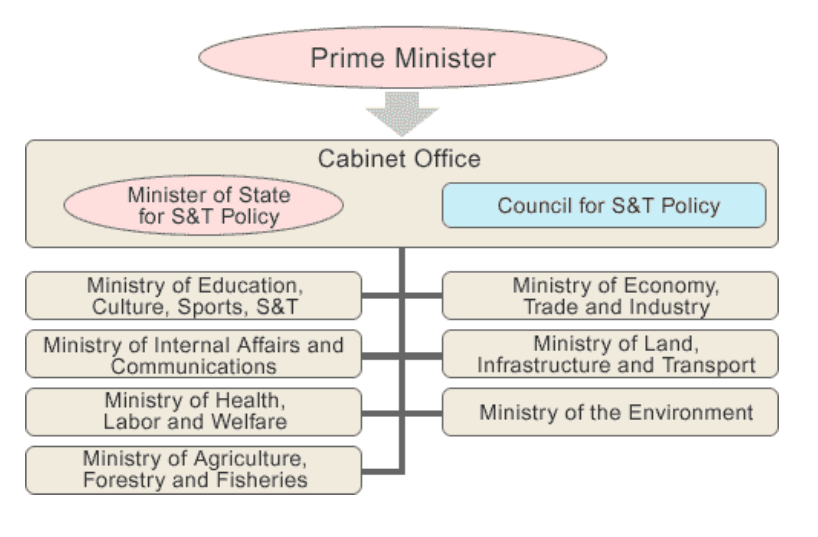 Prime Minister
Cabinet Office
Minister of State
for S&T Policy
Council for S&T Policy
Ministry of Education,
Culture, Sports, S&T
Ministry of Economy,
Trade and Industry
Ministry of Internal Affairs and
Communications
Ministry of Land,
Infrastructure and Transport
Ministry of Health,
Labor and Welfare
Ministry of the Environment
Ministry of Agriculture,
Forestry and Fisheries